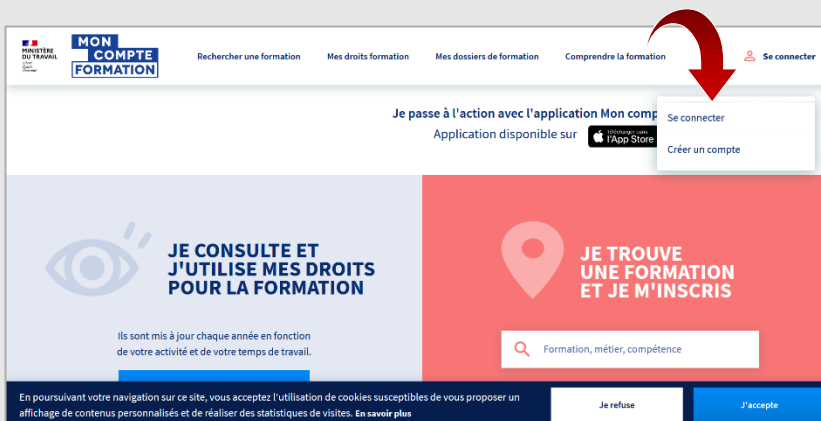 MINISTÈRE
DU TRAVAIL
MON
COMPTE
FORMATION
Rechercher une formation
Mes droits formation
Mes dossiers de formation
Comprendre la formation
Se connecter
Je passe à l'action avec l'application Mon comp
Application disponible sur
Télécharger dans
l'App Store
Se connecter
Créer un compte
JE CONSULTE ET
J'UTILISE MES DROITS
POUR LA FORMATION
Ils sont mis à jour chaque année en fonction
de votre activité et de votre temps de travail.
JE TROUVE
UNE FORMATION
ET JE M'INSCRIS
Formation, métier, compétence
En poursuivant votre navigation sur ce site, vous acceptez l'utilisation de cookies susceptibles de vous proposer un
affichage de contenus personnalisés et de réaliser des statistiques de visites. En savoir plus
Je refuse
J'accepte